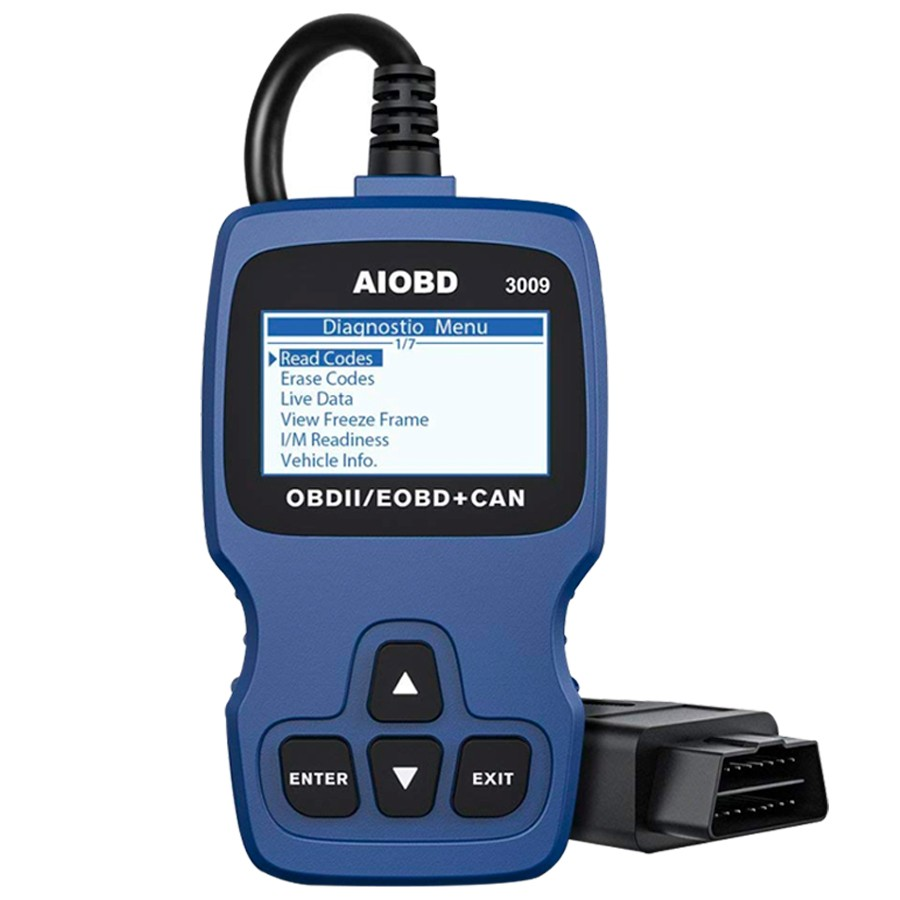 AIOBD 3009
Diagnostio Menu
1/7
Read Codes
Erase Codes
Live Data
View Freeze Frame
I/M Readiness
Vehicle Info.
OBDII/EOBD+CAN
ENTER EXIT